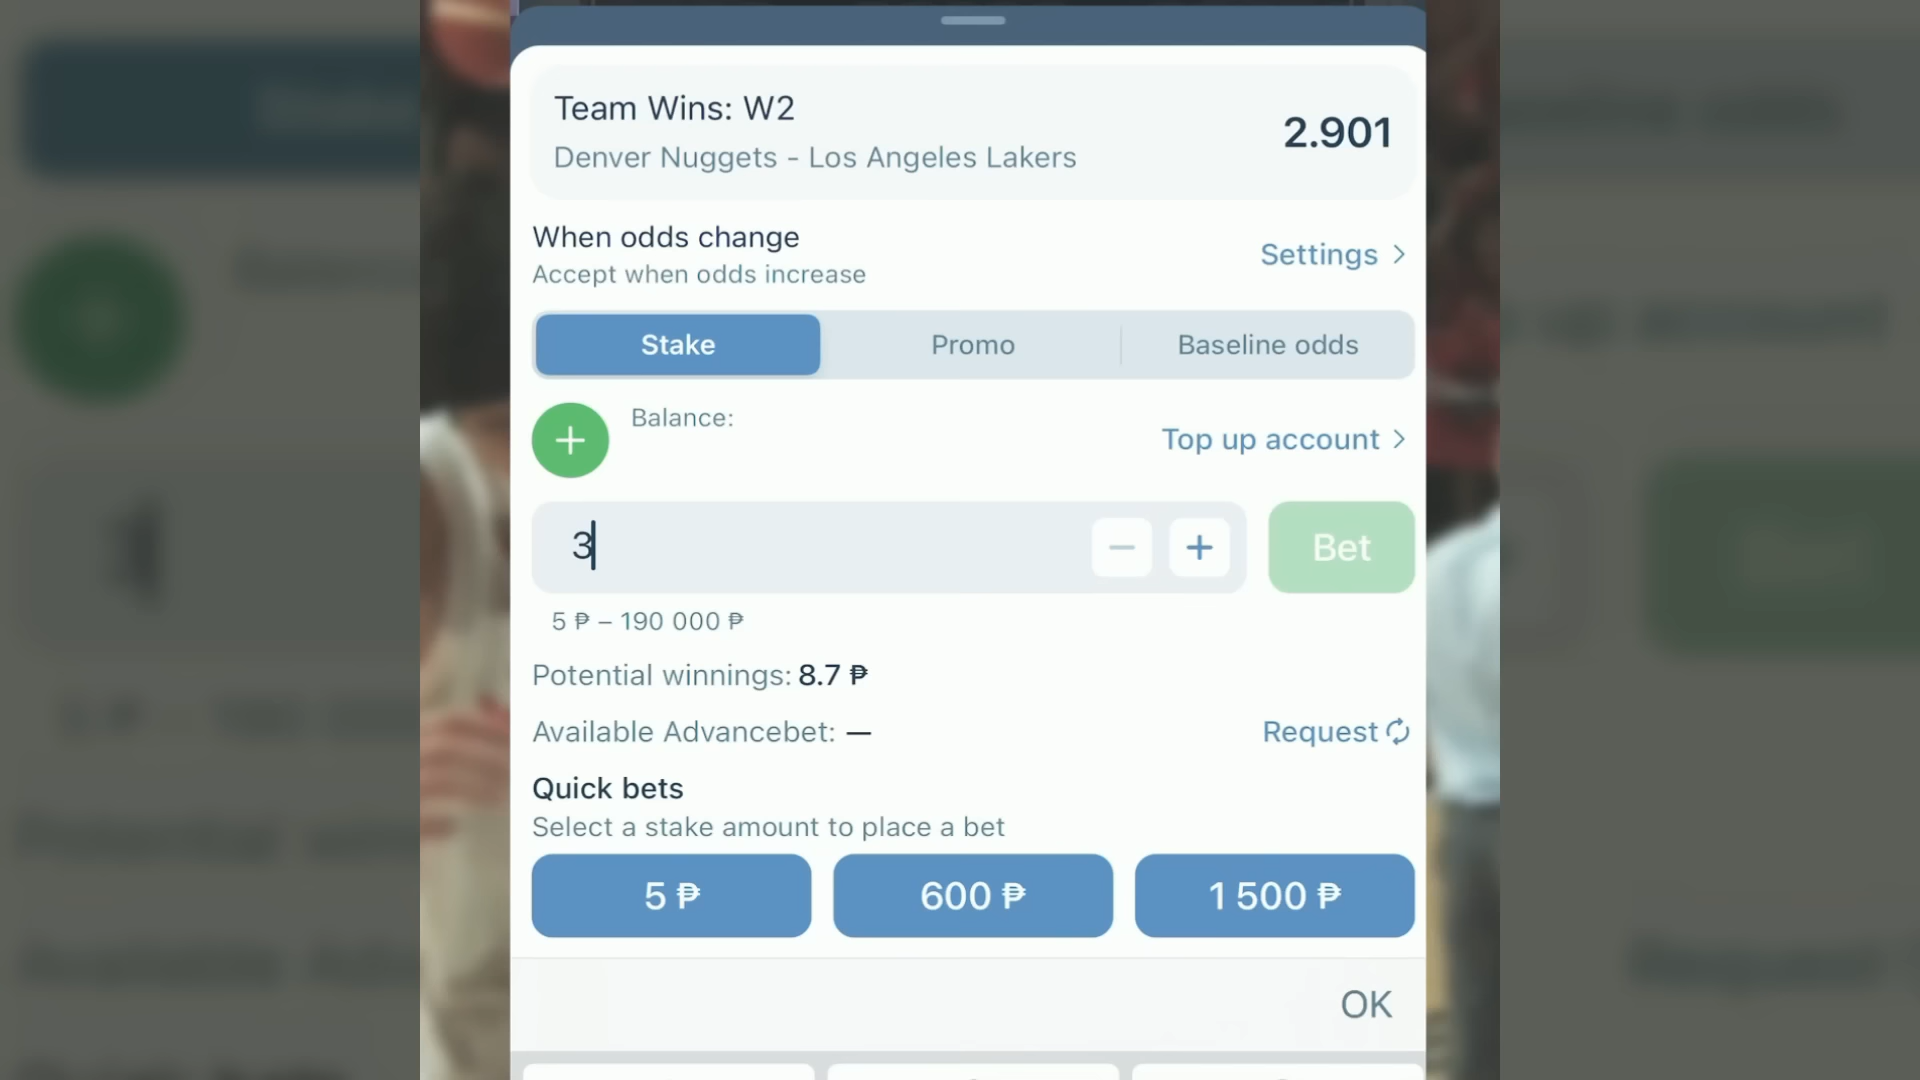 Team Wins: W2
2.901
Denver Nuggets - Los Angeles Lakers
When odds change
Accept when odds increase
Settings
Stake
Promo
Baseline odds
Balance:
Top up account
3
Bet
5 ₱ – 190 000 ₱
Potential winnings: 8.7 ₱
Available Advancebet: —
Request
Quick bets
Select a stake amount to place a bet
5 ₱
600 ₱
1 500 ₱
OK